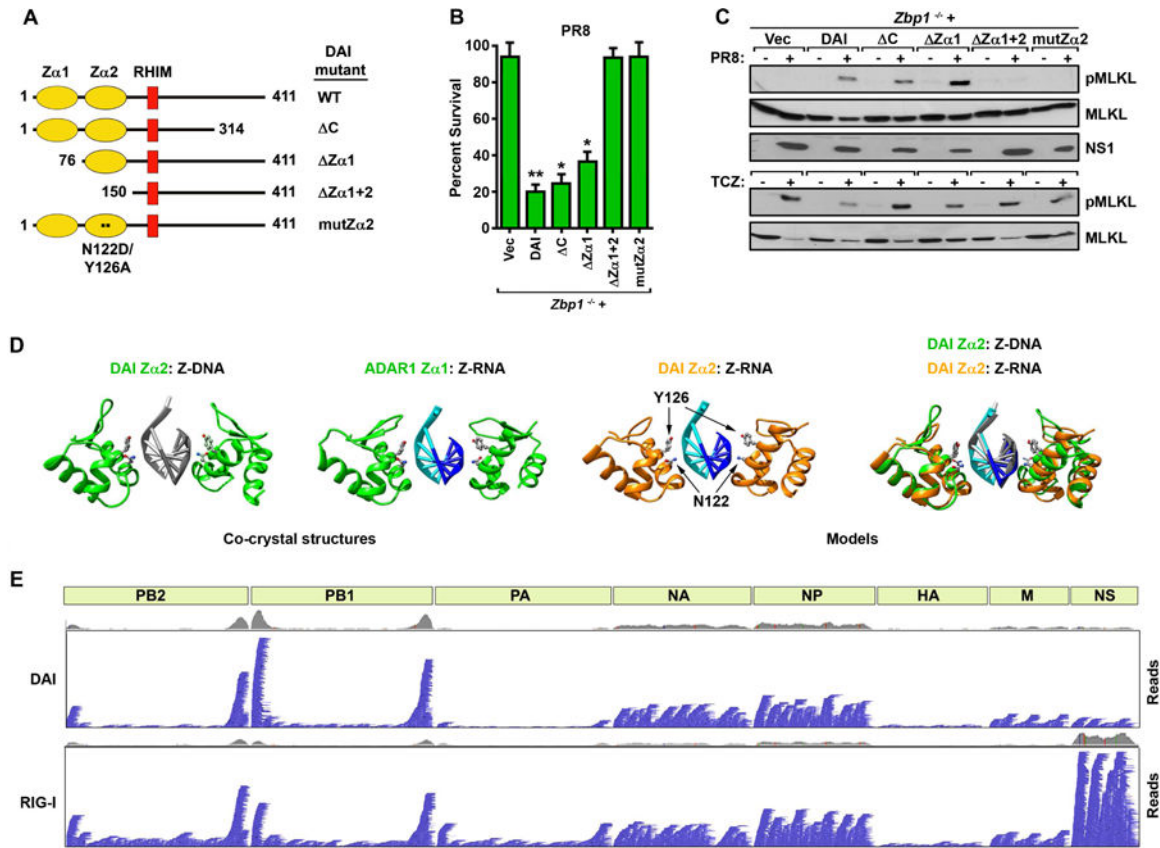 A
Zα1 Zα2 RHIM
DAI
mutant
1 411 WT
1 314 ΔC
76 411 ΔZα1
150 411 ΔZα1+2
1 411 mutZα2
N122D/
Y126A
B
PR8
Percent Survival
100
80
60
40
20
0
** * *
Vec DAI ΔC ΔZα1 ΔZα1+2 mutZα2
Zbp1 -/- +
C
Zbp1 -/- +
Vec DAI ΔC ΔZα1 ΔZα1+2 mutZα2
PR8: - + - + - + - + - + - +
pMLKL
MLKL
NS1
TCZ: - + - + - + - + - + - +
pMLKL
MLKL
D
DAI Zα2: Z-DNA
ADAR1 Zα1: Z-RNA
DAI Zα2: Z-RNA
DAI Zα2: Z-DNA
DAI Zα2: Z-RNA
Y126
N122
Co-crystal structures
Models
E
PB2 PB1 PA NA NP HA M NS
DAI
Reads
RIG-I
Reads